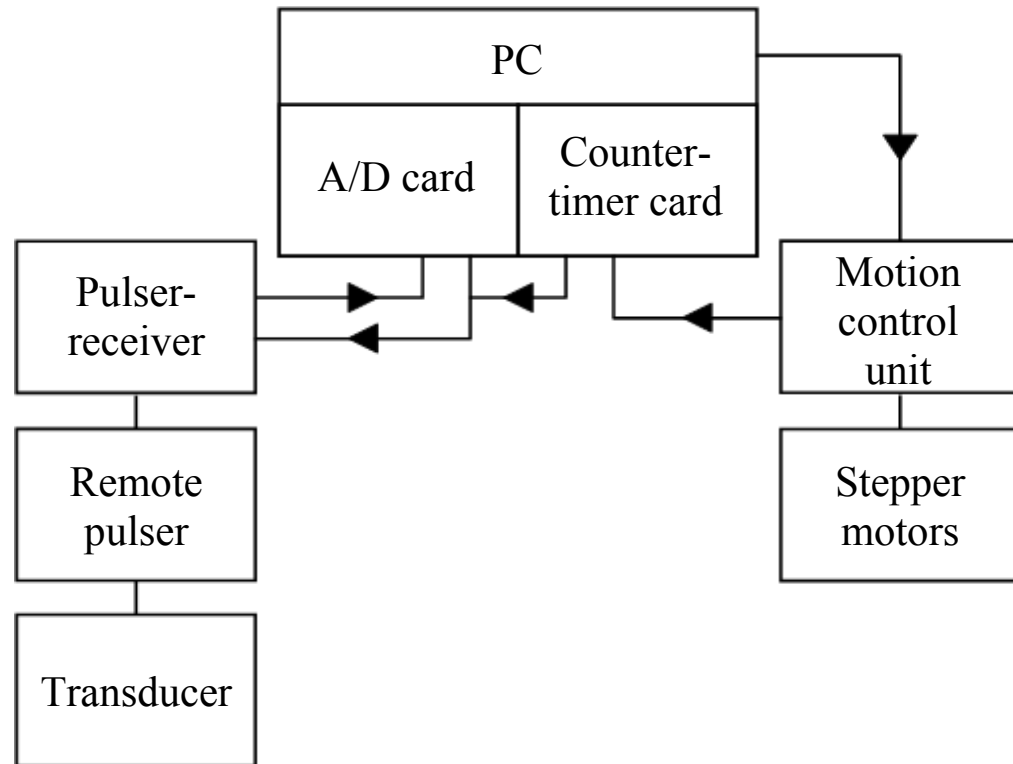 PC
A/D card
Counter-
timer card
Pulser-
receiver
Motion
control
unit
Remote
pulser
Stepper
motors
Transducer